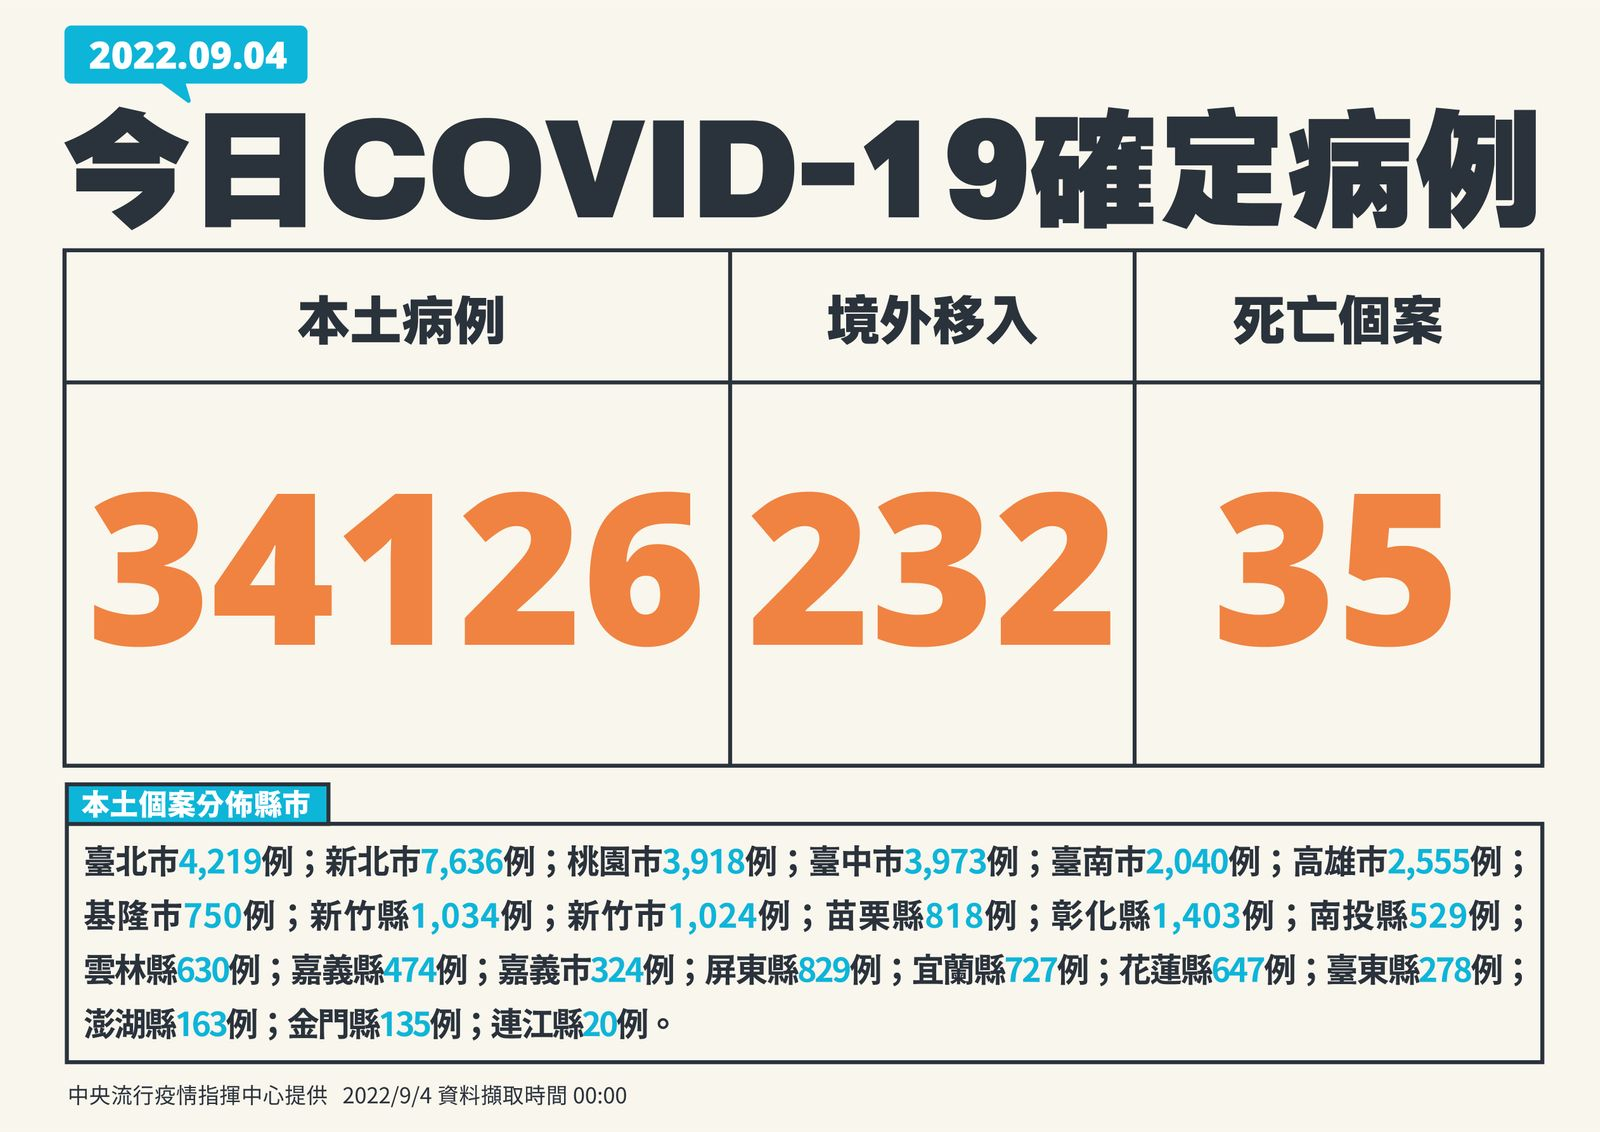 2022.09.04
今日COVID-19確定病例
本土病例 境外移入 死亡個案
34126 232 35
本土個案分佈縣市
臺北市4,219例；新北市7,636例；桃園市3,918例；臺中市3,973例；臺南市2,040例；高雄市2,555例；
基隆市750例；新竹縣1,034例；新竹市1,024例；苗栗縣818例；彰化縣1,403例；南投縣529例；
雲林縣630例；嘉義縣474例；嘉義市324例；屏東縣829例；宜蘭縣727例；花蓮縣647例；臺東縣278例；
澎湖縣163例；金門縣135例；連江縣20例。
中央流行疫情指揮中心提供 2022/9/4 資料擷取時間 00:00